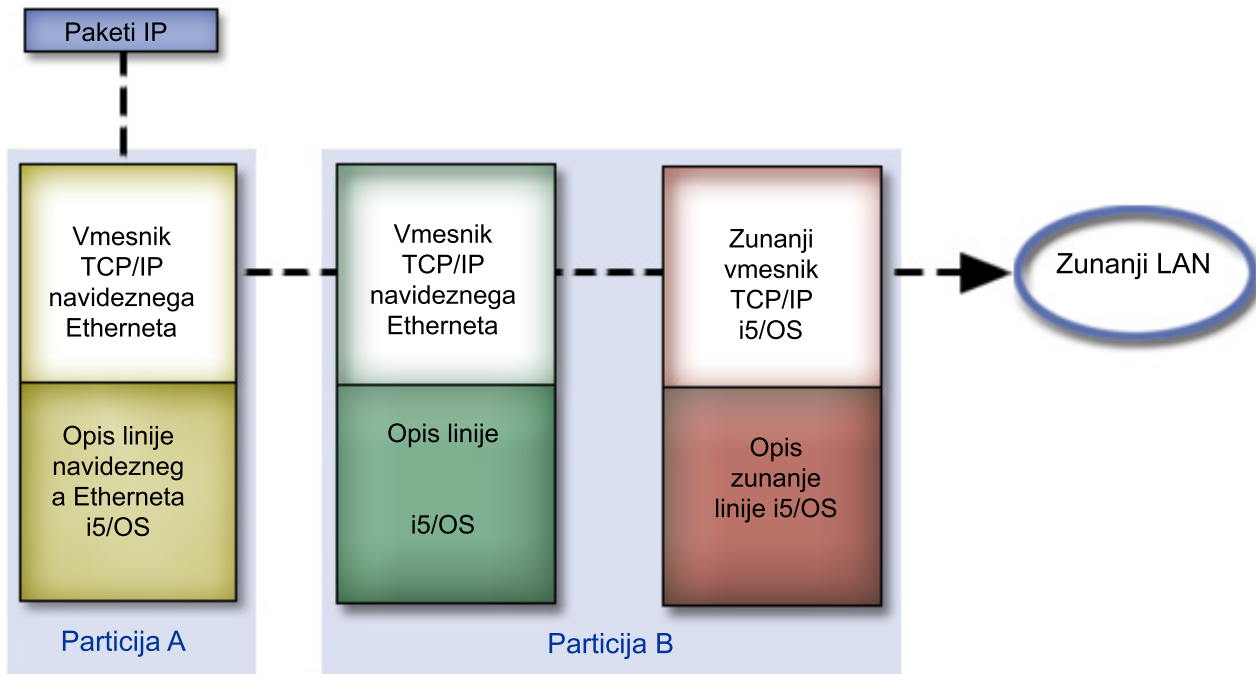 Paketi IP
Vmesnik
TCP/IP
navideznega
Etherneta
Opis linije
navidezneg
a Etherneta
i5/OS
Particija A
Vmesnik
TCP/IP
navideznega
Etherneta
Opis linije
i5/OS
Zunanji
vmesnik
TCP/IP
i5/OS
Opis
zunanje
linije i5/OS
Particija B
Zunanji LAN